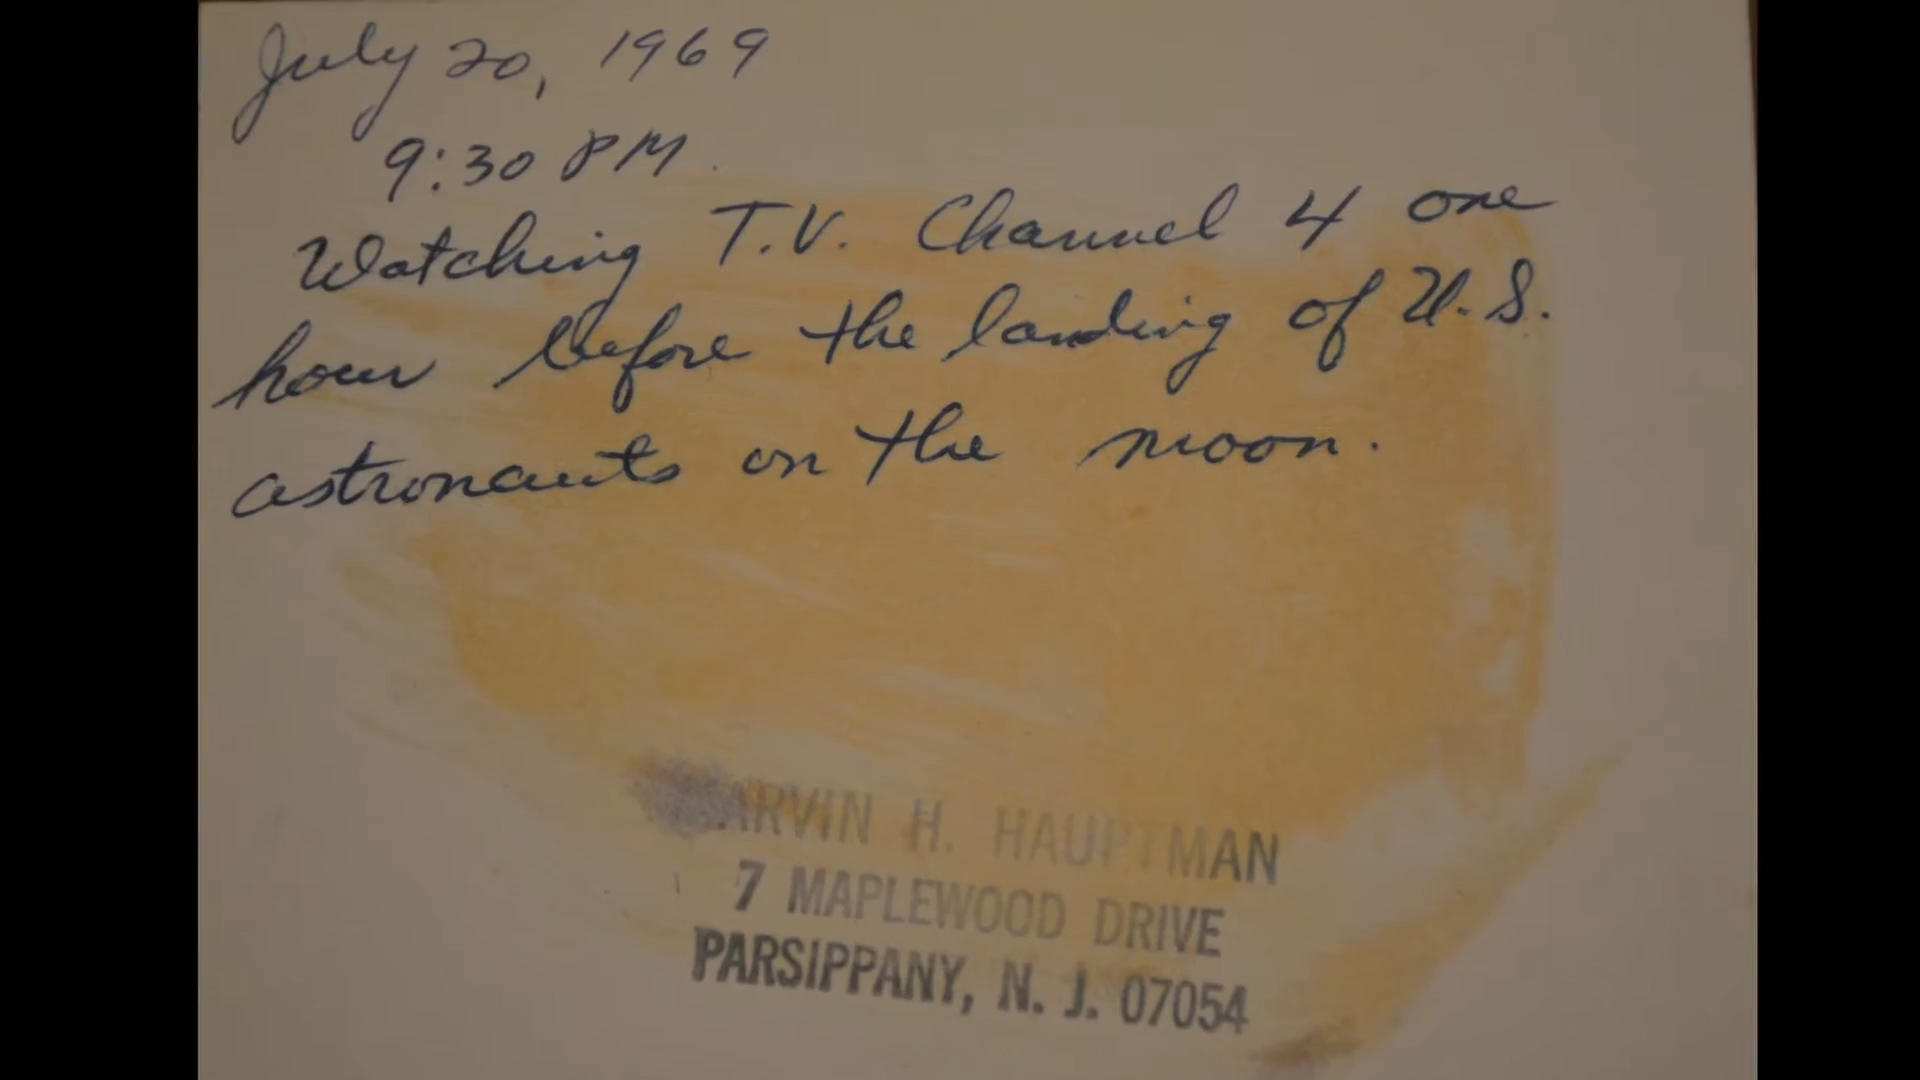 July 20, 1969
9:30 PM.
Watching T.V. Channel 4 one
hour before the landing of U.S.
astronauts on the moon.
ARVIN H. HAUPTMAN
7 MAPLEWOOD DRIVE
PARSIPPANY, N. J. 07054